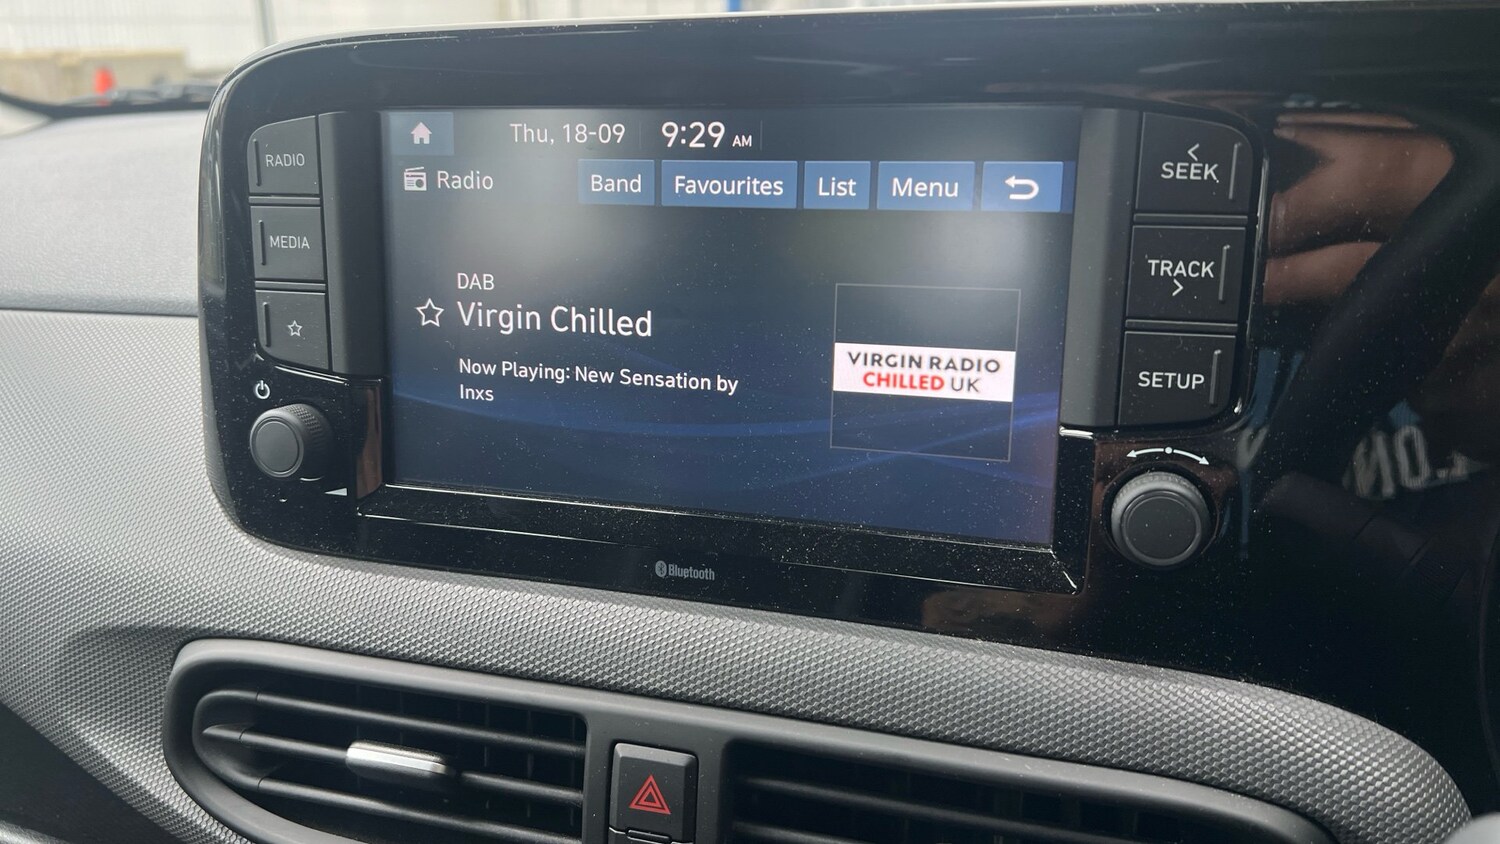 Thu, 18-09 9:29 AM
Radio Band Favourites List Menu
DAB
Virgin Chilled
Now Playing: New Sensation by
Inxs
VIRGIN RADIO
CHILLED UK
RADIO
MEDIA
SEEK
TRACK
SETUP
Bluetooth